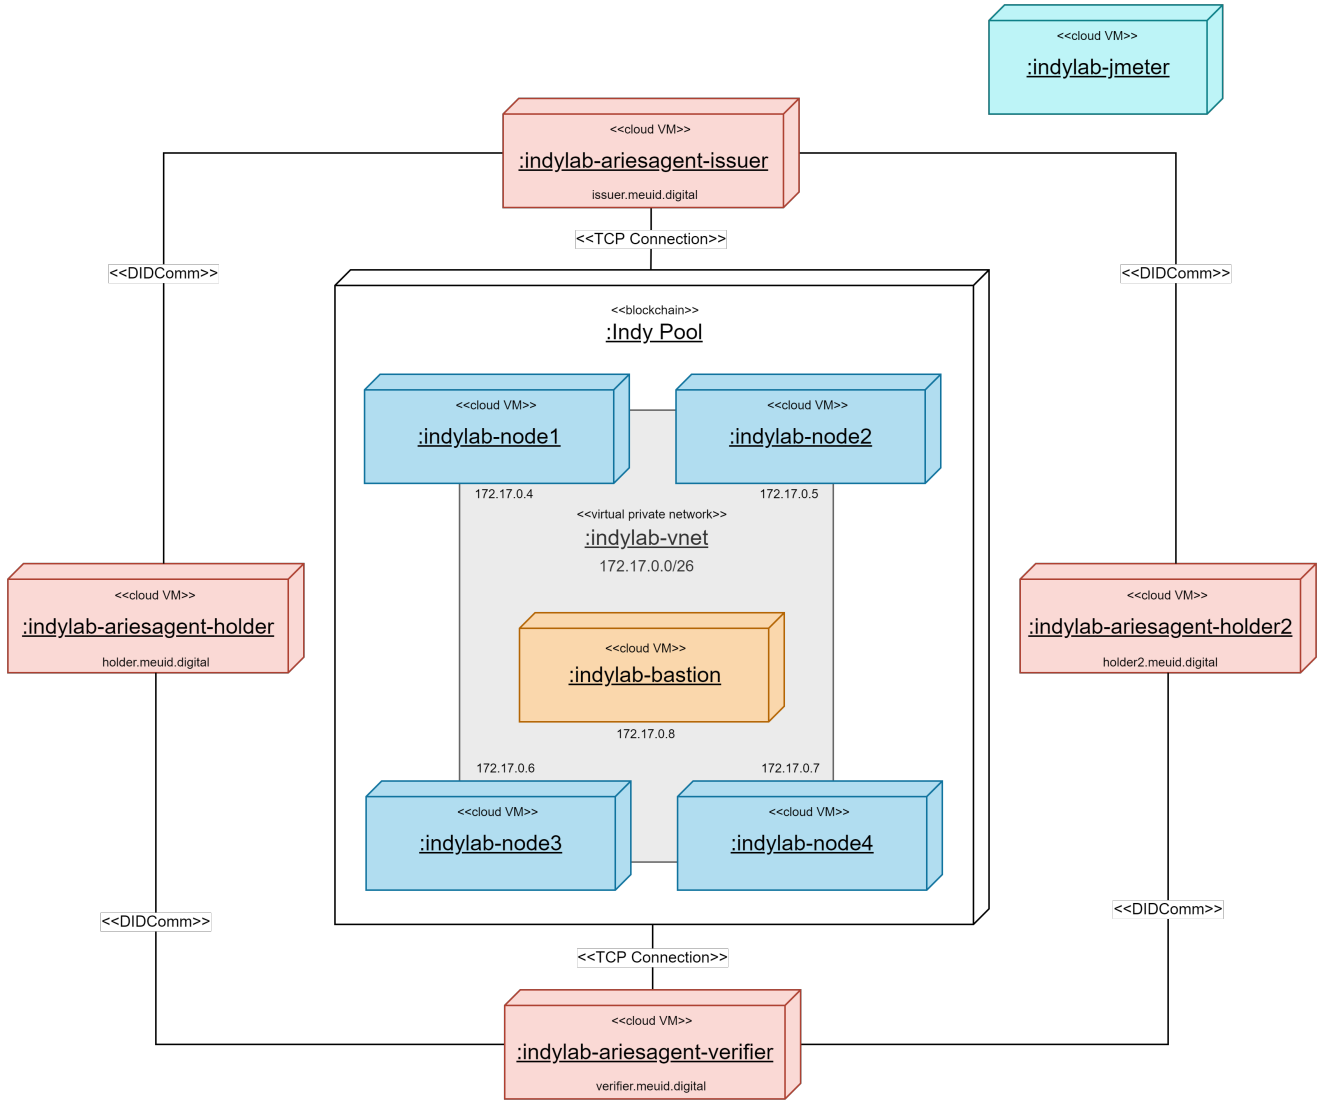 <<cloud VM>>
:indylab-jmeter
<<cloud VM>>
:indylab-ariesagent-issuer
issuer.meuid.digital
<<TCP Connection>>
<<DIDComm>>
<<DIDComm>>
<<blockchain>>
:Indy Pool
<<cloud VM>>
:indylab-node1
172.17.0.4
<<cloud VM>>
:indylab-node2
172.17.0.5
<<virtual private network>>
:indylab-vnet
172.17.0.0/26
<<cloud VM>>
:indylab-ariesagent-holder
holder.meuid.digital
<<cloud VM>>
:indylab-bastion
172.17.0.8
<<cloud VM>>
:indylab-ariesagent-holder2
holder2.meuid.digital
172.17.0.6
<<cloud VM>>
:indylab-node3
172.17.0.7
<<cloud VM>>
:indylab-node4
<<DIDComm>>
<<DIDComm>>
<<TCP Connection>>
<<cloud VM>>
:indylab-ariesagent-verifier
verifier.meuid.digital